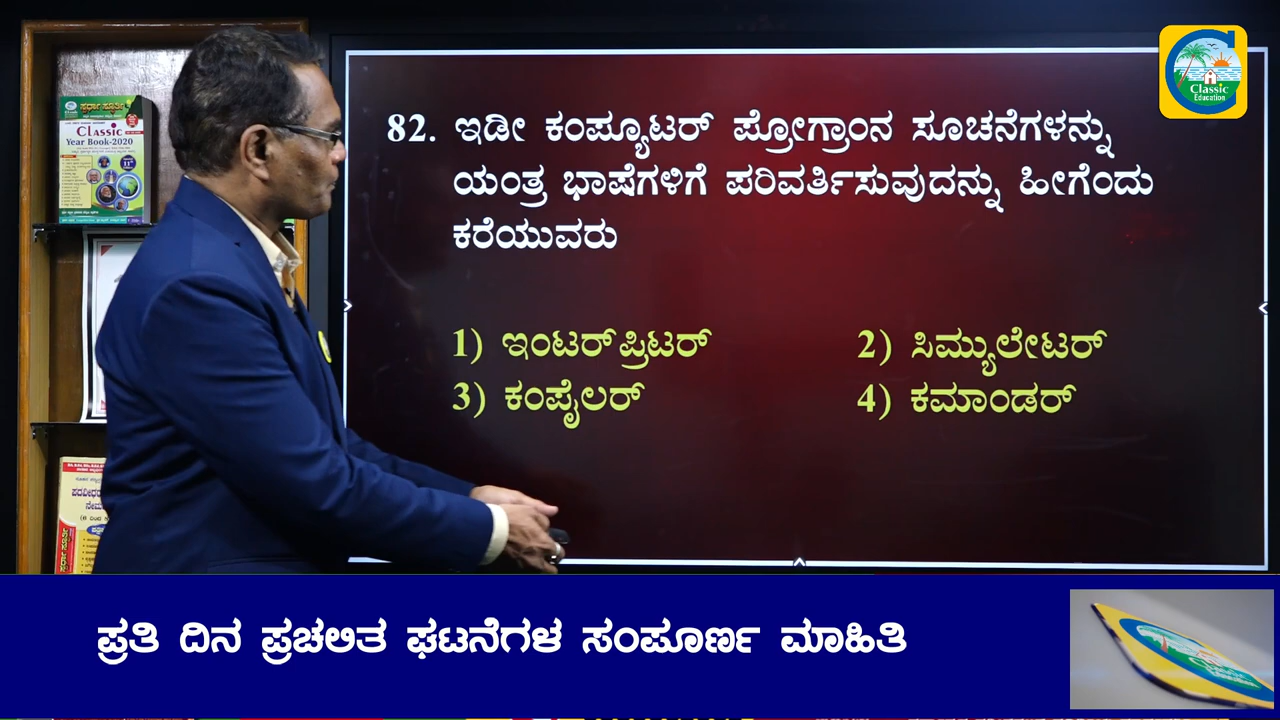 ಸ್ಪರ್ಧಾ ಸ್ಫೂರ್ತಿ
Classic
Year Book-2020
Classic
Education
82. ಇಡೀ ಕಂಪ್ಯೂಟರ್ ಪ್ರೋಗ್ರಾಂನ ಸೂಚನೆಗಳನ್ನು
ಯಂತ್ರ ಭಾಷೆಗಳಿಗೆ ಪರಿವರ್ತಿಸುವುದನ್ನು ಹೀಗೆಂದು
ಕರೆಯುವರು
1) ಇಂಟರ್‌ಪ್ರಿಟರ್ 2) ಸಿಮ್ಯುಲೇಟರ್
3) ಕಂಪೈಲರ್ 4) ಕಮಾಂಡರ್
ಪ್ರತಿ ದಿನ ಪ್ರಚಲಿತ ಘಟನೆಗಳ ಸಂಪೂರ್ಣ ಮಾಹಿತಿ